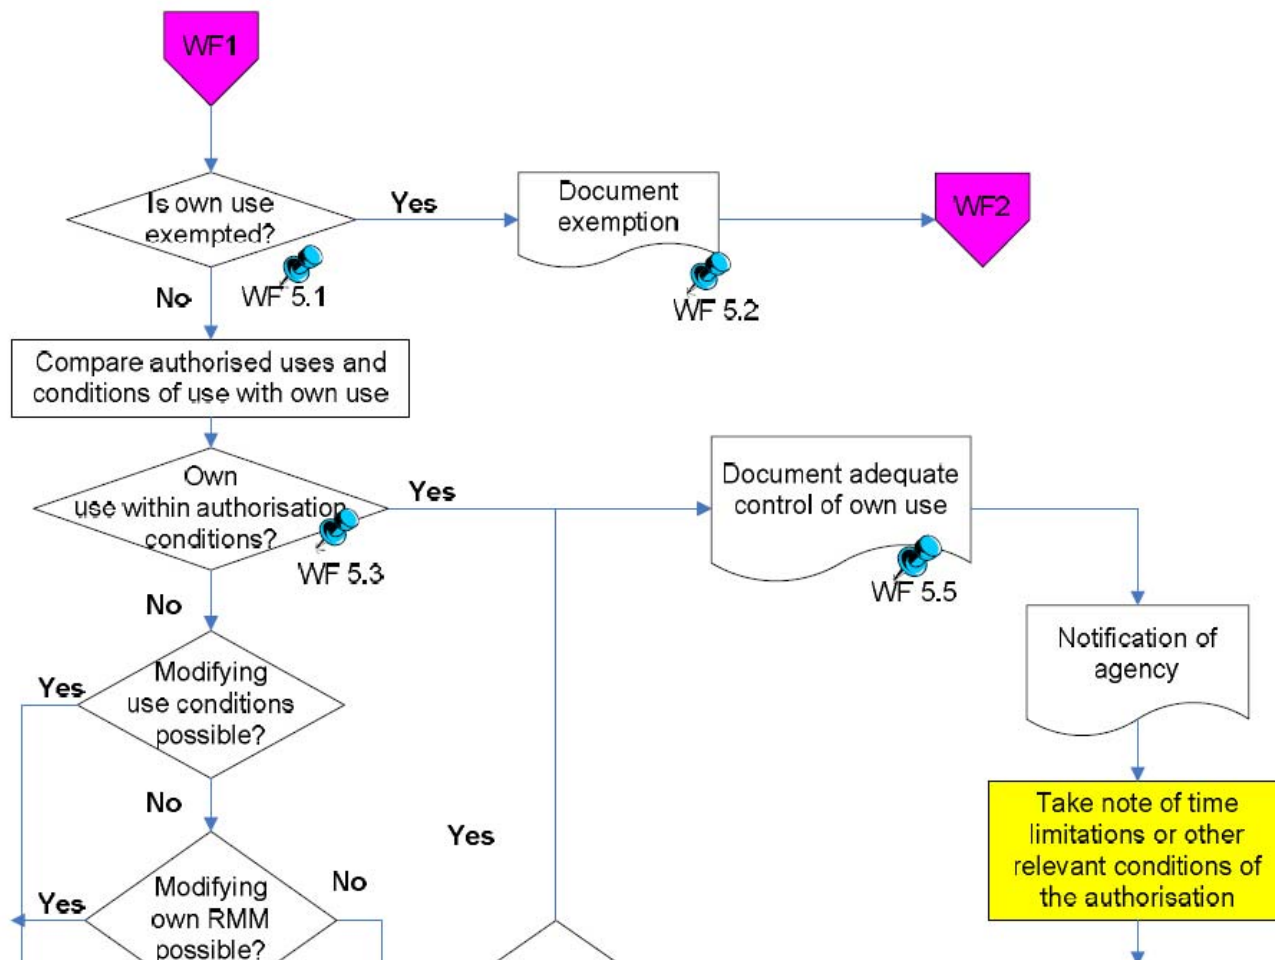 WF1
Is own use
exempted?
Yes
Document
exemption
WF2
No
WF 5.1
WF 5.2
Compare authorised uses and
conditions of use with own use
Own
use within authorisation
conditions?
Yes
WF 5.3
Document adequate
control of own use
WF 5.5
No
Notification of
agency
Modifying
use conditions
possible?
Yes
No
Yes
Take note of time
limitations or other
relevant conditions of
the authorisation
Modifying
own RMM
possible?
Yes
No